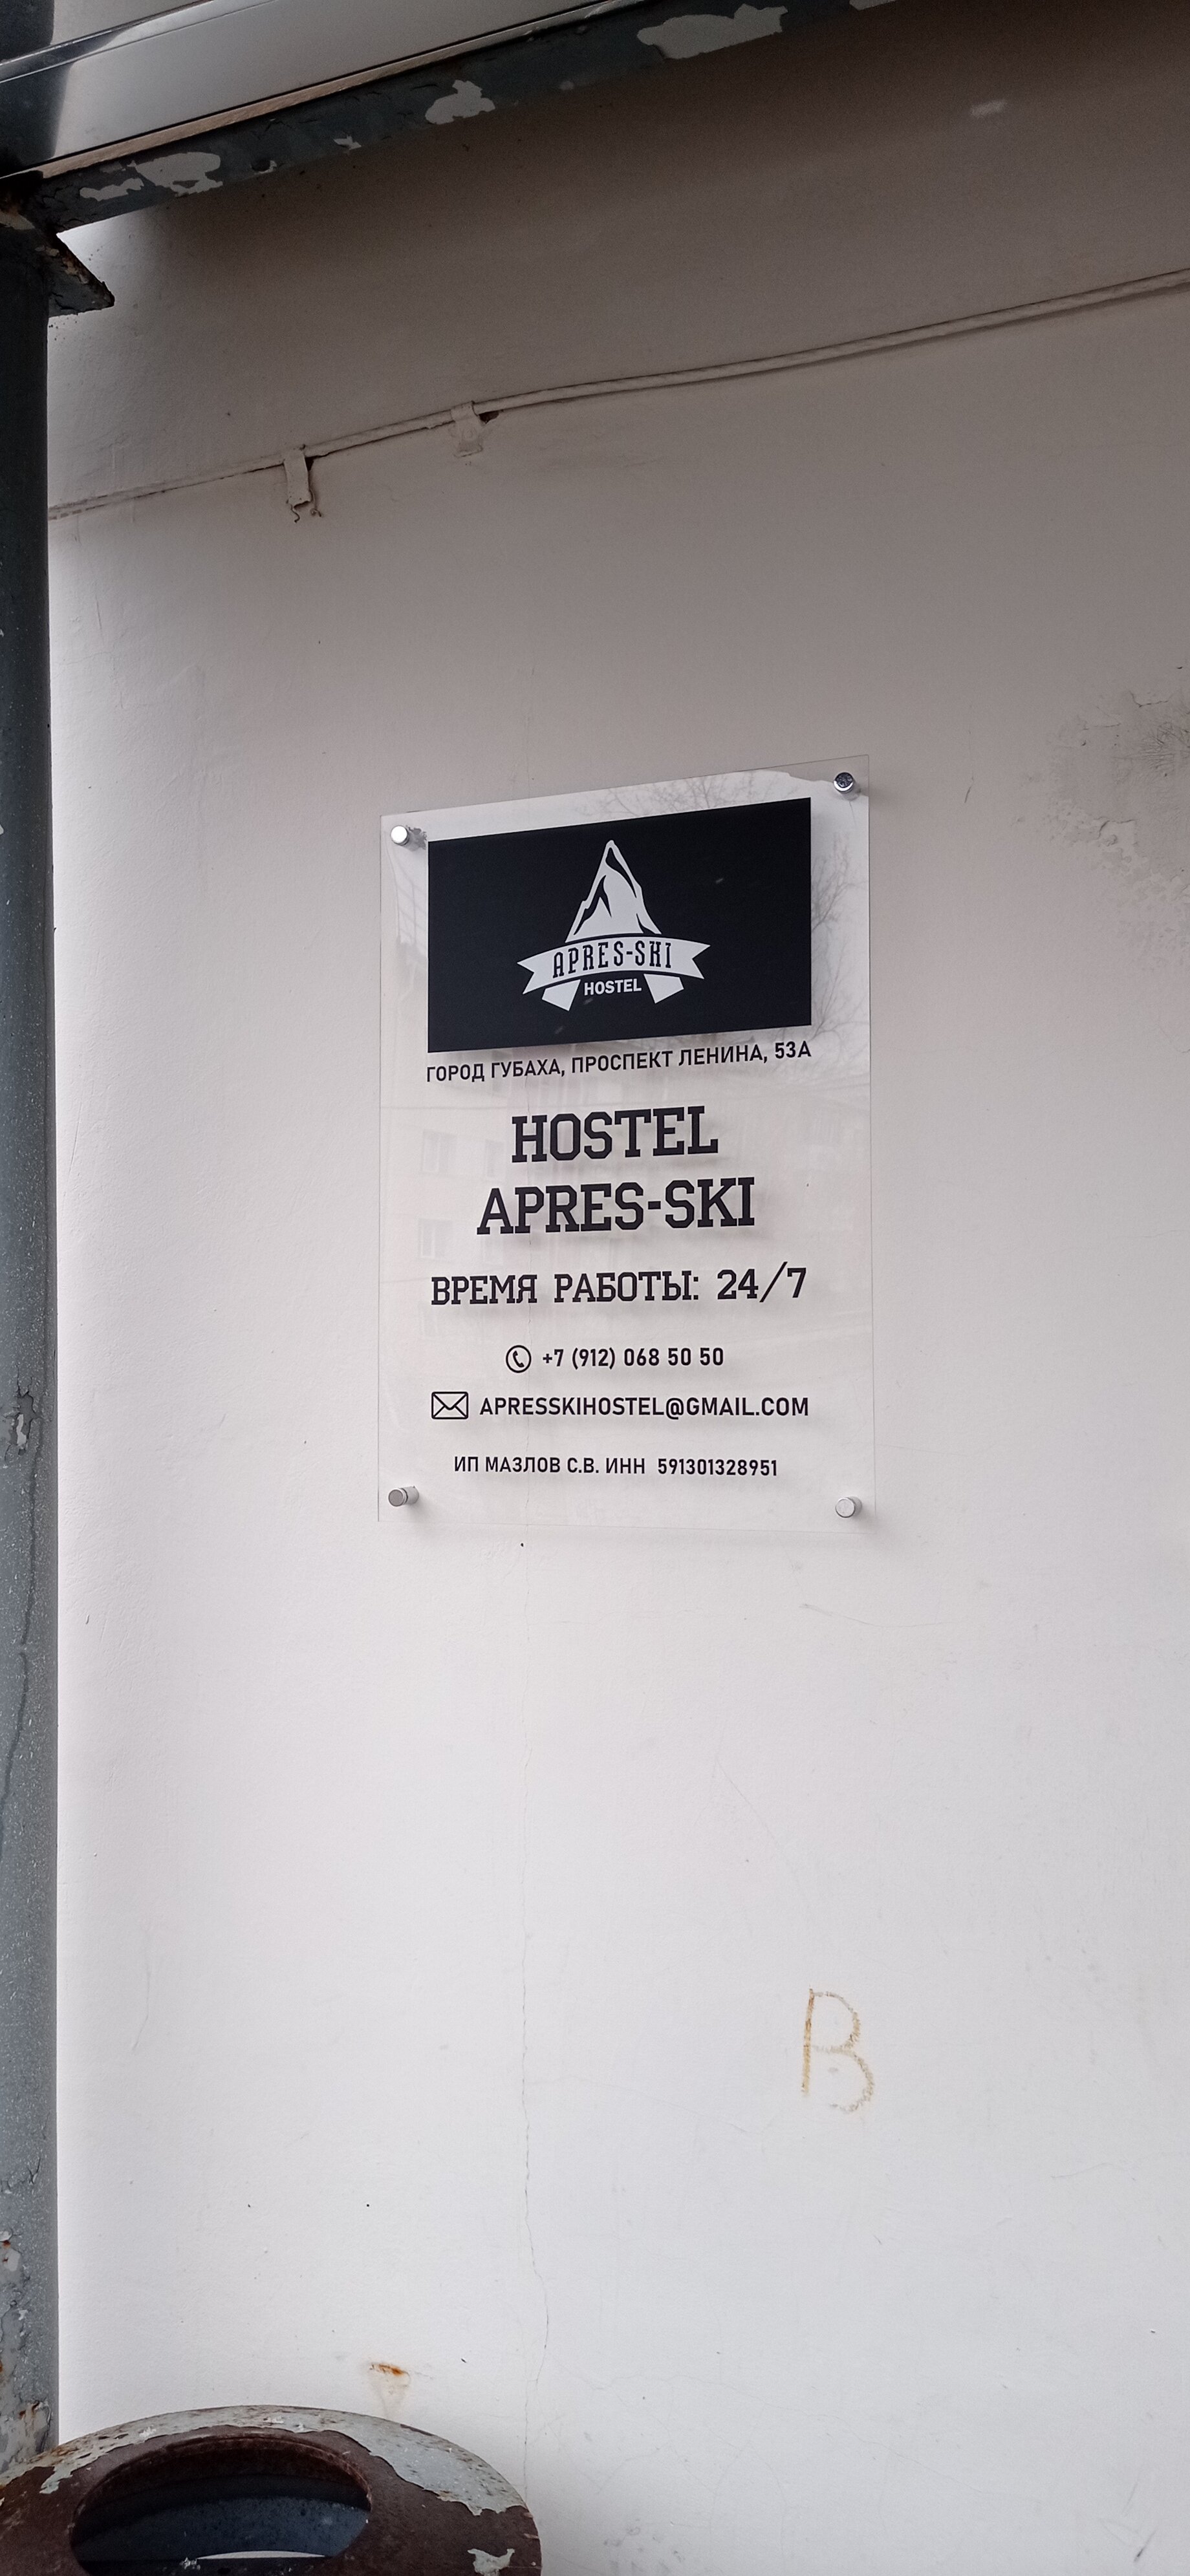 APRES-SKI
HOSTEL
ГОРОД ГУБАХА, ПРОСПЕКТ ЛЕНИНА, 53А
HOSTEL
APRES-SKI
ВРЕМЯ РАБОТЫ: 24/7
+7 (912) 068 50 50
APRESSKIHOSTEL@GMAIL.COM
ИП МАЗЛОВ С.В. ИНН 591301328951
В